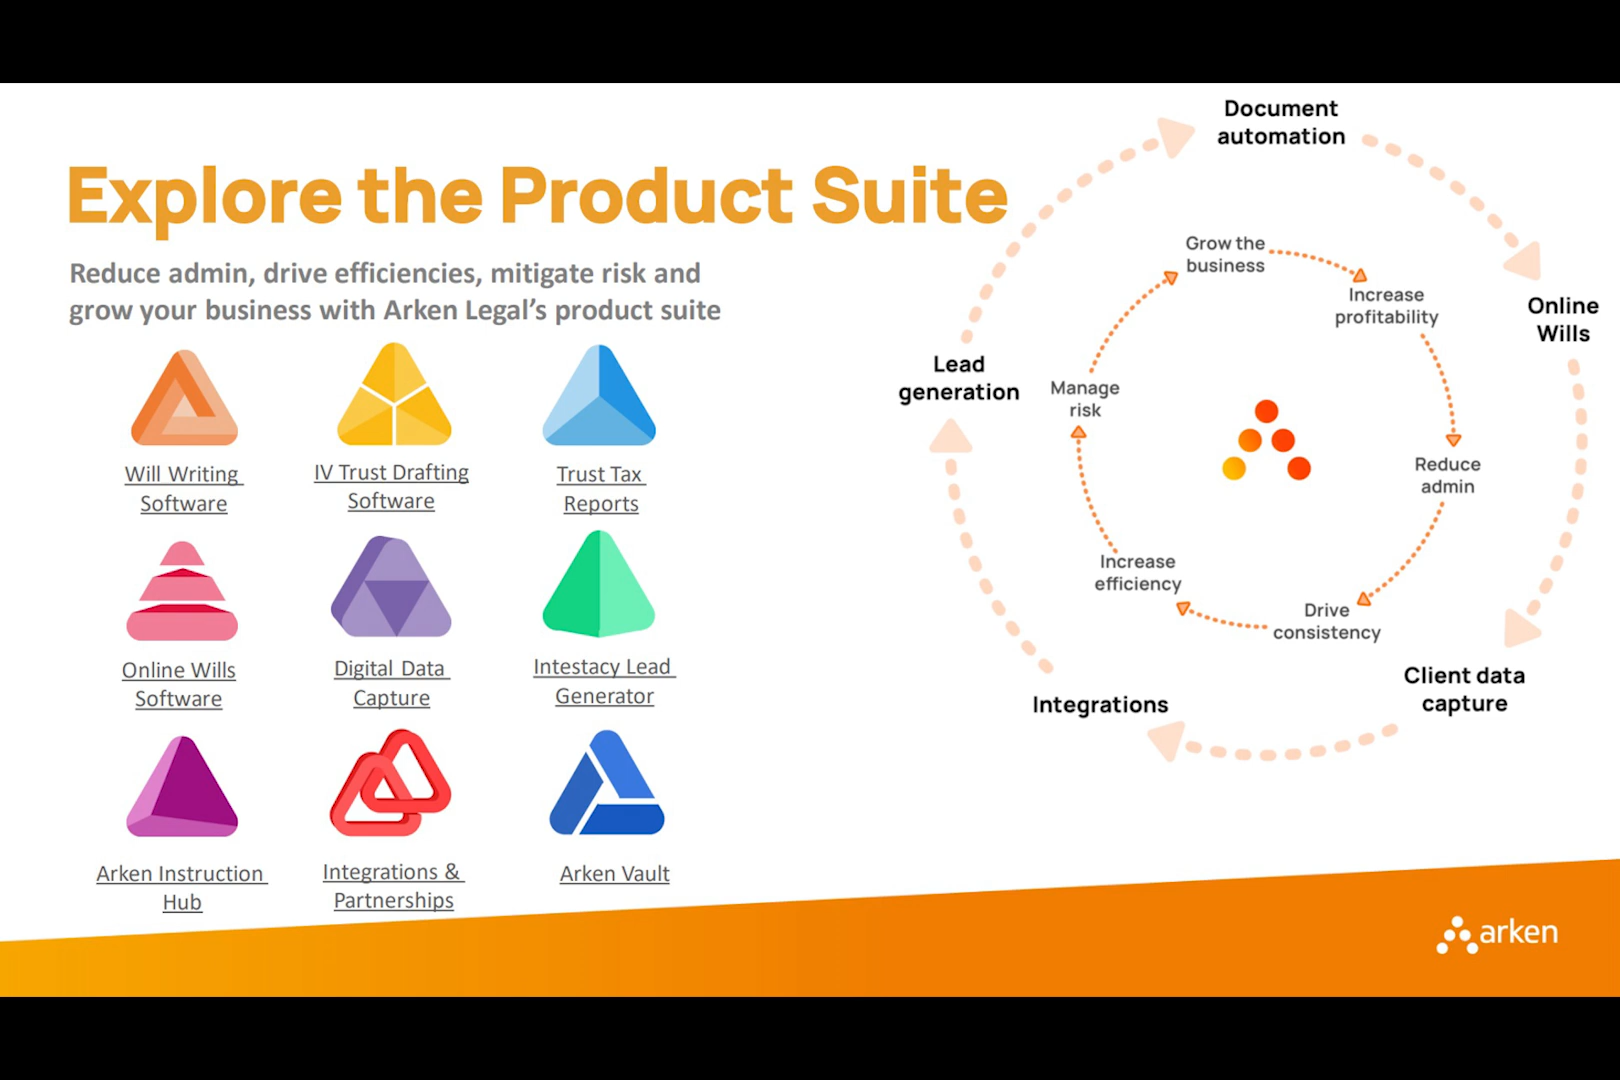 Explore the Product Suite
Reduce admin, drive efficiencies, mitigate risk and
grow your business with Arken Legal’s product suite
Will Writing
Software
IV Trust Drafting
Software
Trust Tax
Reports
Online Wills
Software
Digital Data
Capture
Intestacy Lead
Generator
Arken Instruction
Hub
Integrations &
Partnerships
Arken Vault
Document
automation
Online
Wills
Client data
capture
Integrations
Lead
generation
Grow the
business
Increase
profitability
Reduce
admin
Drive
consistency
Increase
efficiency
Manage
risk
arken